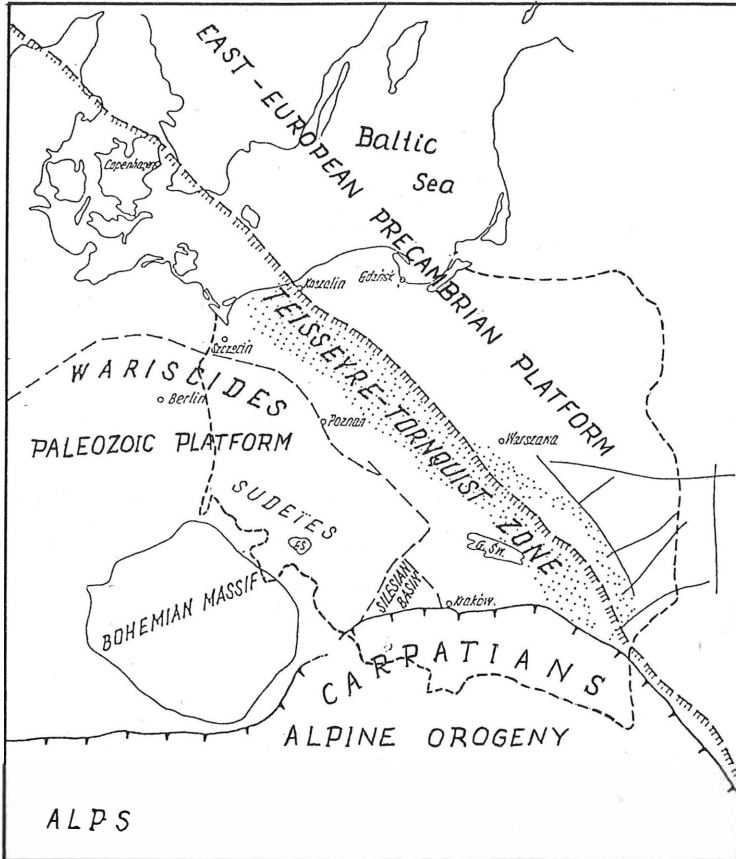 EAST-EUROPEAN PRECAMBRIAN PLATFORM
Baltic
Sea
Copenhagen
Koszalin
Gdańsk
TEISSEYRE-TORNQUIST ZONE
Szczecin
WARISCIDES
Berlin
Poznań
Warszawa
PALEOZOIC PLATFORM
SUDETES
G.Św.
BOHEMIAN MASSIF
SILESIAN
BASIN
Kraków
CARPATIANS
ALPINE OROGENY
ALPS